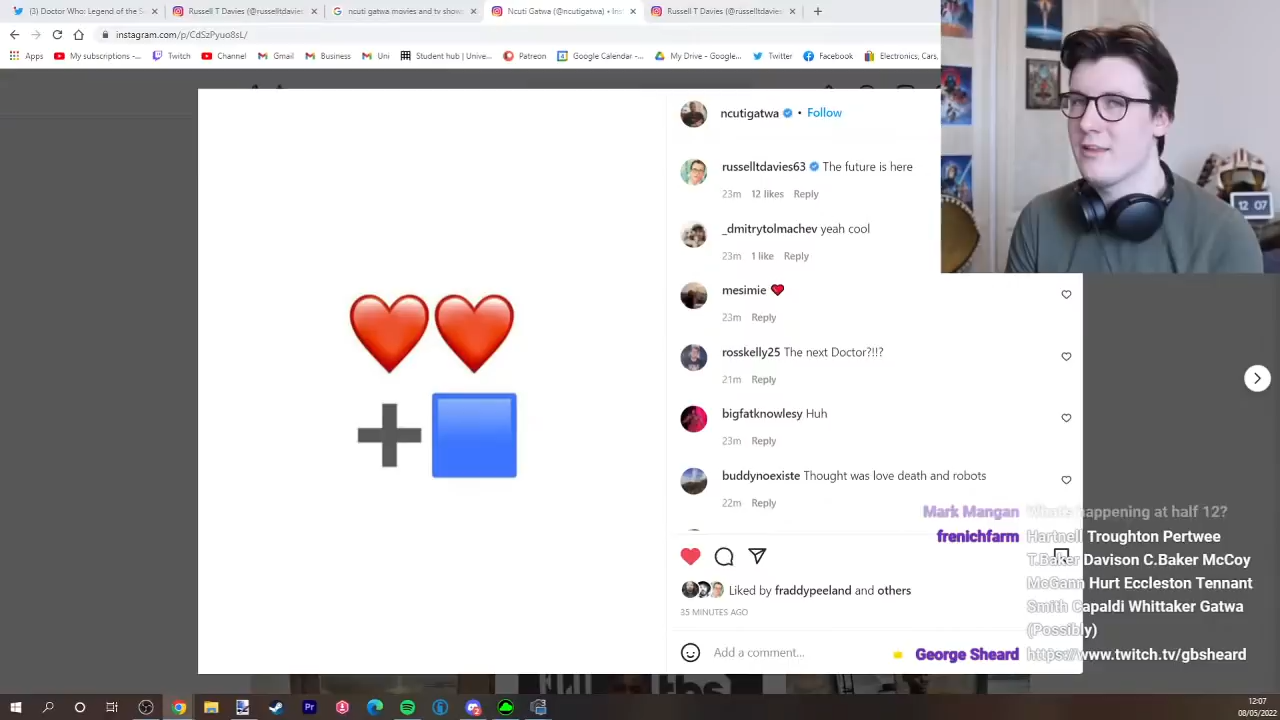 (3) Doctor Who: Legend of the S
Russell T Davies (@russelltdavies
ncuti gatwa movies and tv show
Ncuti (@ncutigatwa) • Inst
Russell T Davies (@russelltdavies
instagram.com/p/CdSzPyuo8sL/
Apps
My subscriptions -...
Twitch
Channel
Gmail
Business
Uni
Student hub | Unive...
Patreon
Google Calendar -...
My Drive – Google...
Twitter
Facebook
Electronics, Cars,
ncutigatwa • Follow
russelltdavies63 The future is here
23m 12 likes Reply
_dmitrytolmachev yeah cool
23m 1 like Reply
12 07
mesimie
23m Reply
rosskelly25 The next Doctor?!!?
21m Reply
bigfatknowlesy Huh
23m Reply
buddynoexiste Thought was love death and robots
22m Reply
Liked by fraddypeeland and others
35 MINUTES AGO
Add a comment...
Mark Mangan Whats happening at half 12?
frenichfarm Hartnell Troughton Pertwee
T.Baker Davison C.Baker McCoy
McGann Hurt Eccleston Tennant
Smith Capaldi Whittaker Gatwa
(Possibly)
George Sheard https://www.twitch.tv/gbsheard
12:07
08/05/2022